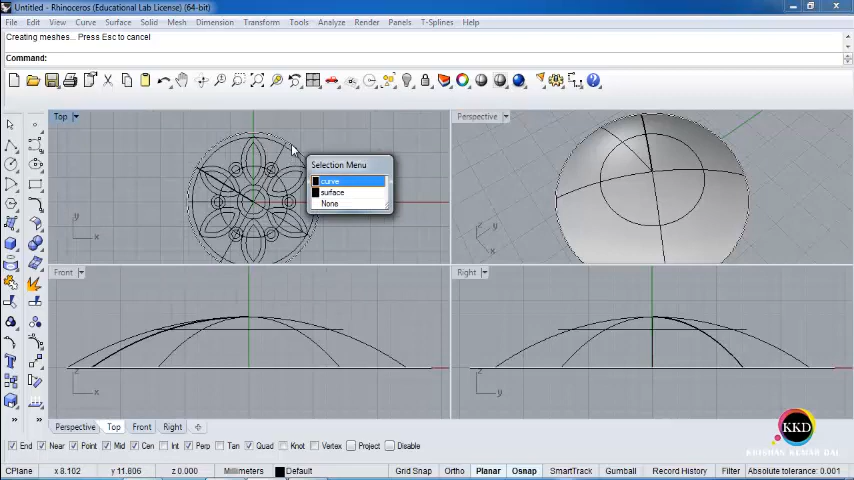 Untitled - Rhinoceros (Educational Lab License) (64-bit)
File Edit View Curve Surface Solid Mesh Dimension Transform Tools Analyze Render Panels T-Splines Help
Creating meshes... Press Esc to cancel
Command:
Top
Perspective
Selection Menu
curve
surface
None
y
x
z
y
x
Front
Right
z
x
z
y
Perspective Top Front Right
End Near Point Mid Cen Int Perp Tan Quad Knot Vertex Project Disable
KKD
KRISHAN KUMAR DAL
CPlane x 8.102 y 11.806 z 0.000 Millimeters Default Grid Snap Ortho Planar Osnap SmartTrack Gumball Record History Filter Absolute tolerance: 0.001